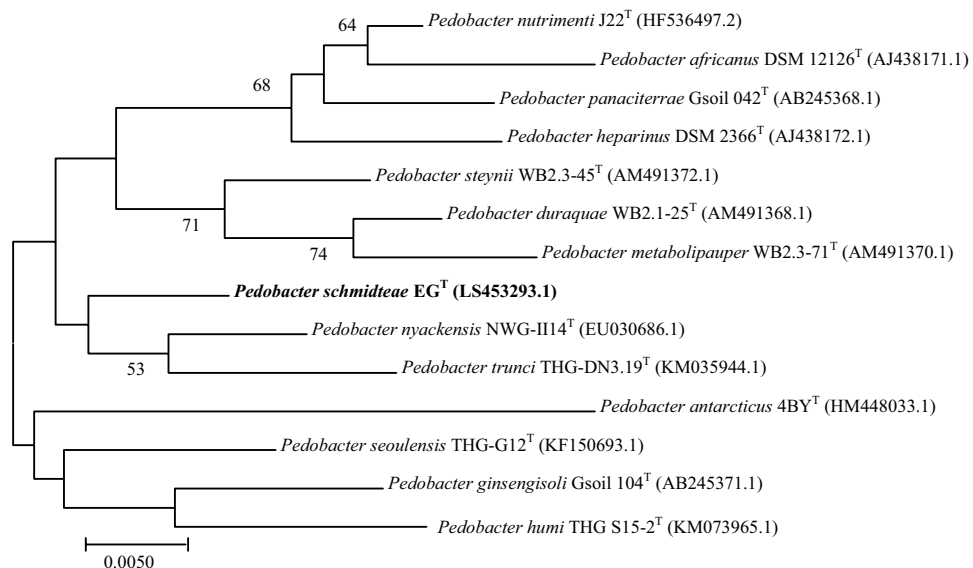 64
Pedobacter nutrimenti J22T (HF536497.2)
Pedobacter africanus DSM 12126T (AJ438171.1)
68
Pedobacter panaciterrae Gsoil 042T (AB245368.1)
Pedobacter heparinus DSM 2366T (AJ438172.1)
Pedobacter steynii WB2.3-45T (AM491372.1)
71
Pedobacter duraquae WB2.1-25T (AM491368.1)
74
Pedobacter metabolipauper WB2.3-71T (AM491370.1)
Pedobacter schmidteae EGT (LS453293.1)
Pedobacter nyackensis NWG-II14T (EU030686.1)
53
Pedobacter trunci THG-DN3.19T (KM035944.1)
Pedobacter antarcticus 4BYT (HM448033.1)
Pedobacter seoulensis THG-G12T (KF150693.1)
Pedobacter ginsengisoli Gsoil 104T (AB245371.1)
Pedobacter humi THG S15-2T (KM073965.1)
0.0050